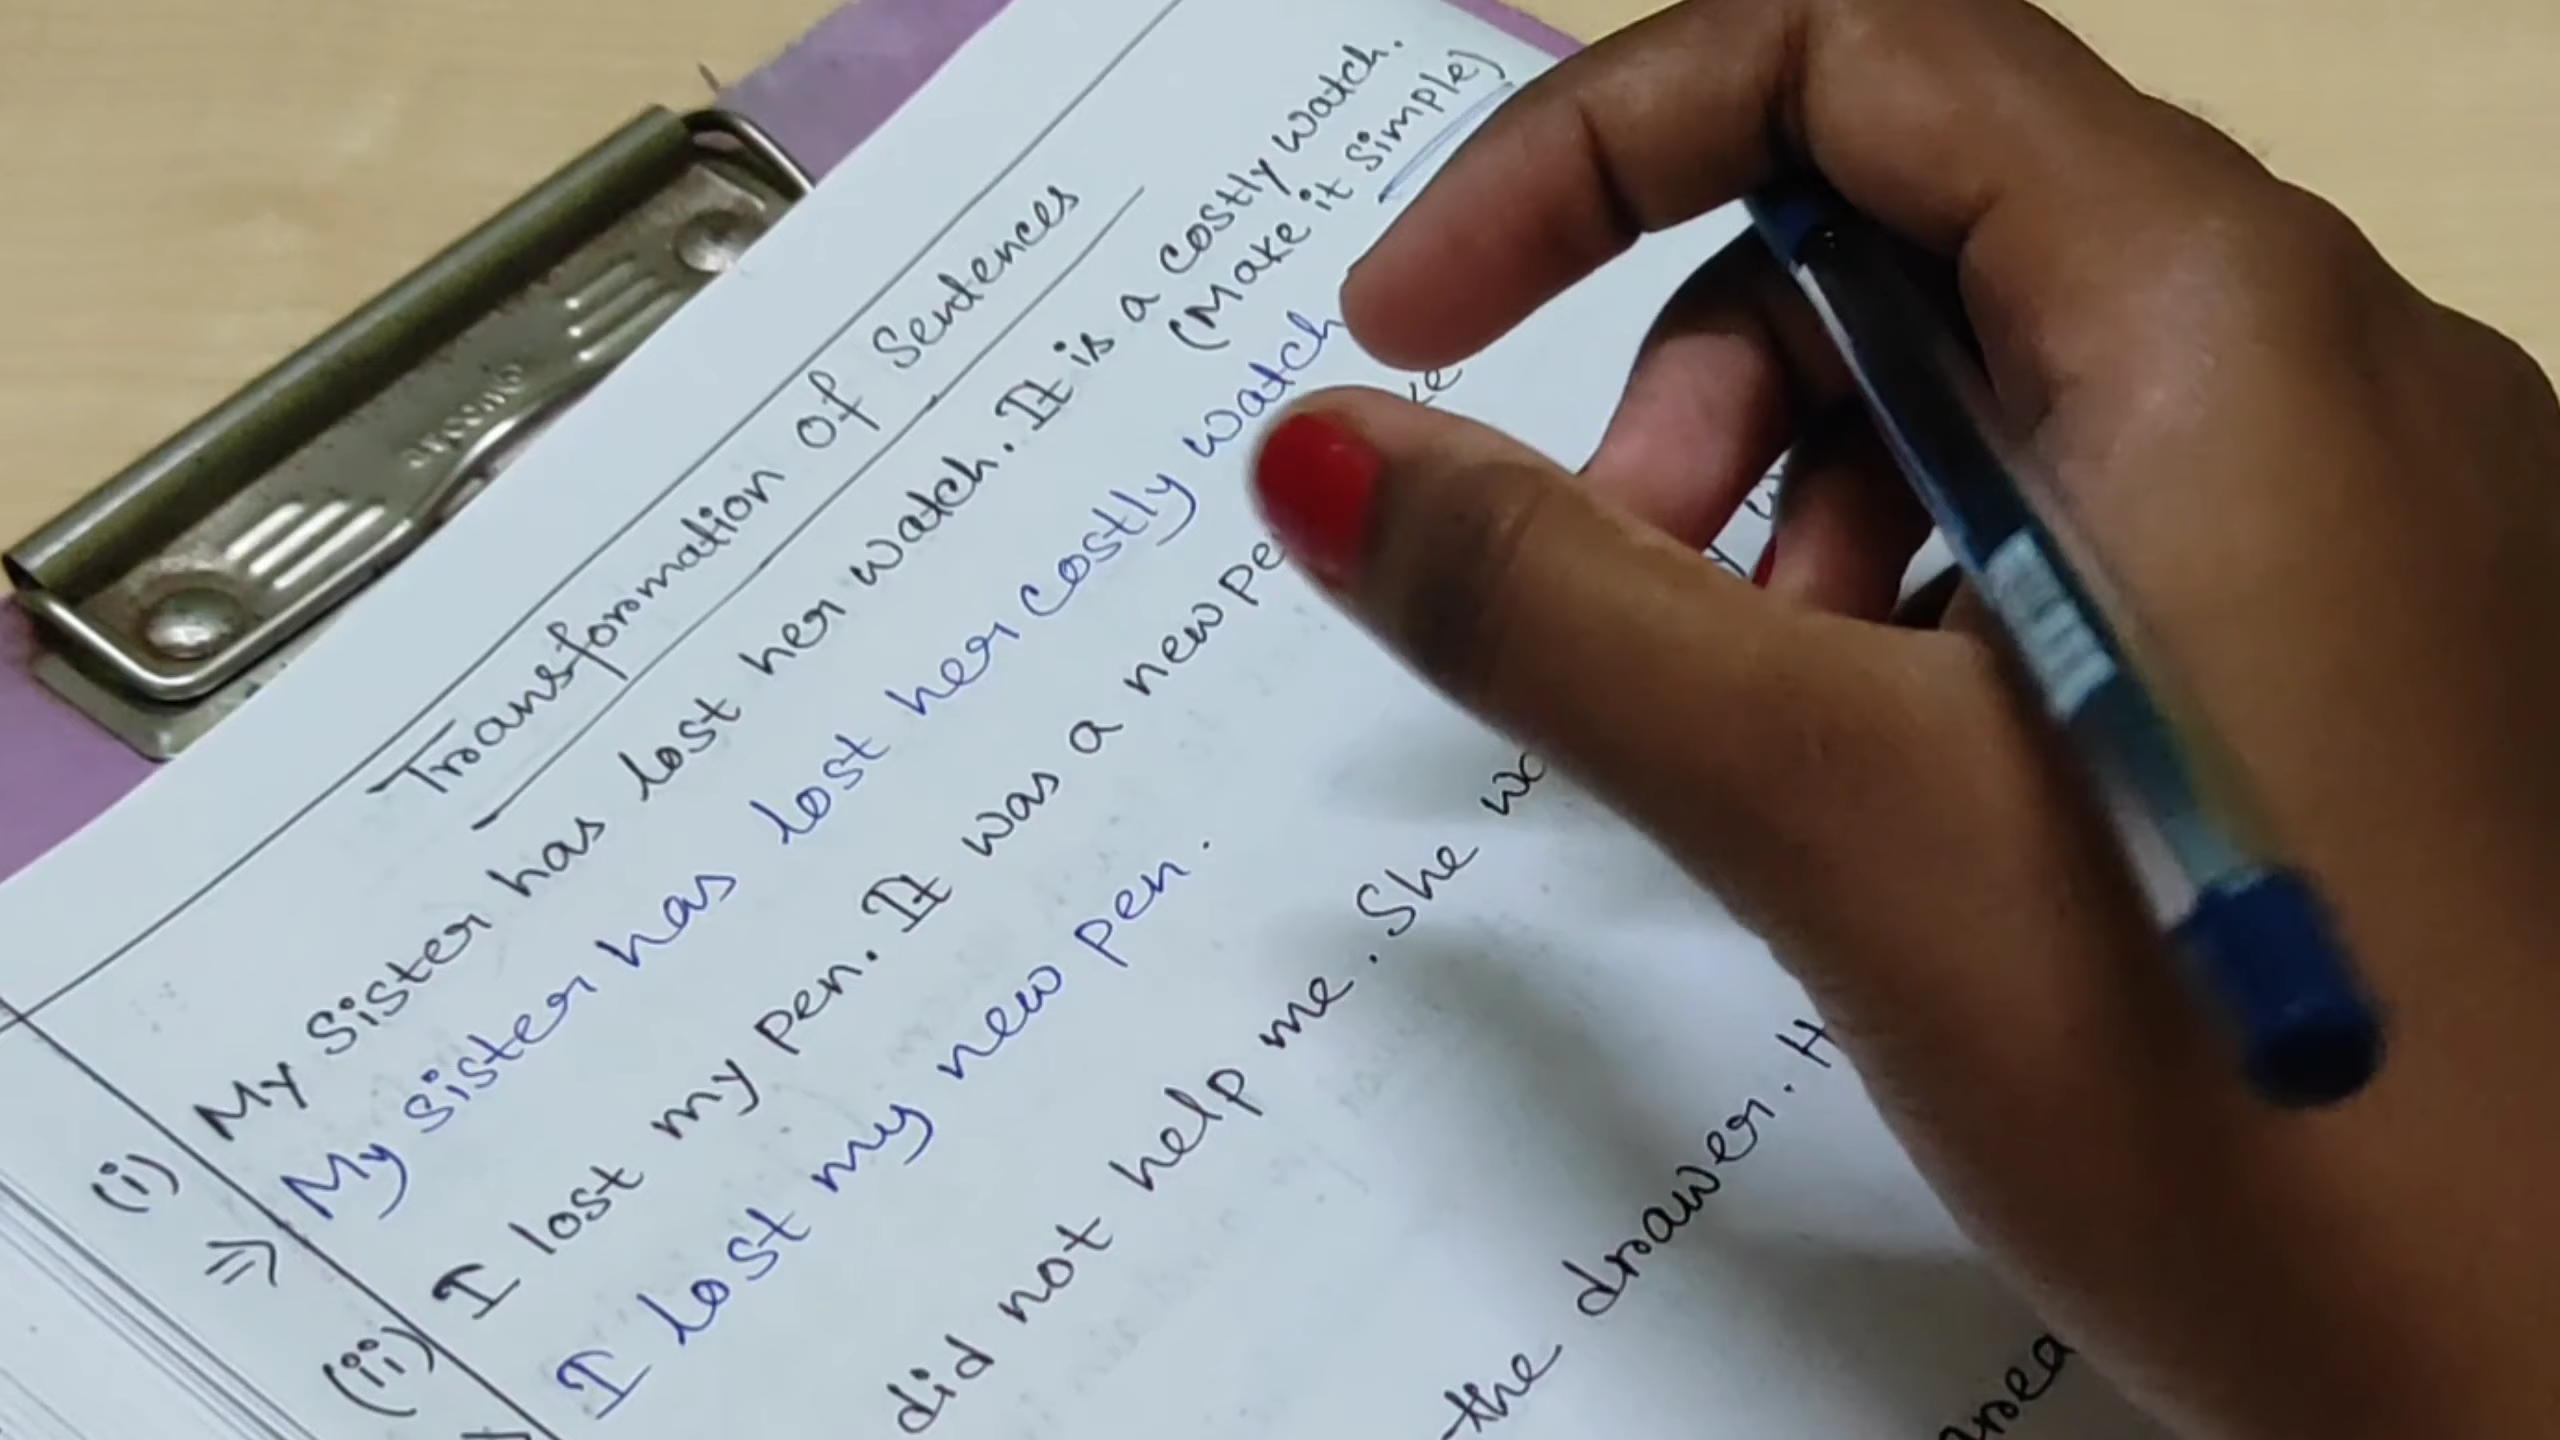 Transformation of Sentences
(i) My Sister has lost her watch. It is a costly watch.
(Make it Simple)
⇒ My Sister has lost her costly watch
(ii) I lost my pen. It was a new
I lost my new pen.
did not help me. She
the drawer.